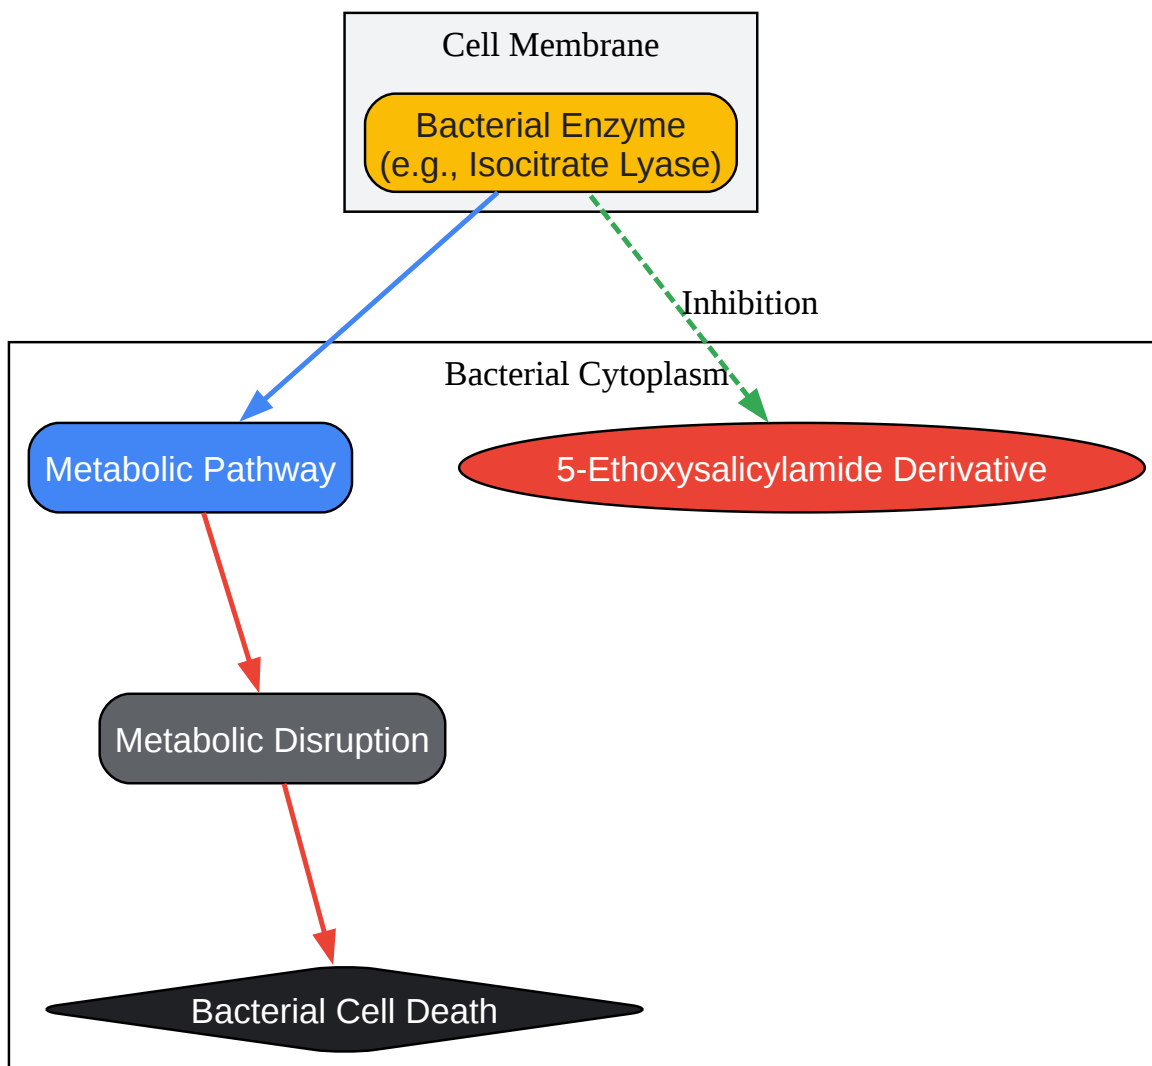 Cell Membrane
Bacterial Enzyme
(e.g., Isocitrate Lyase)
Inhibition
Bacterial Cytoplasm
Metabolic Pathway
5-Ethoxysalicylamide Derivative
Metabolic Disruption
Bacterial Cell Death